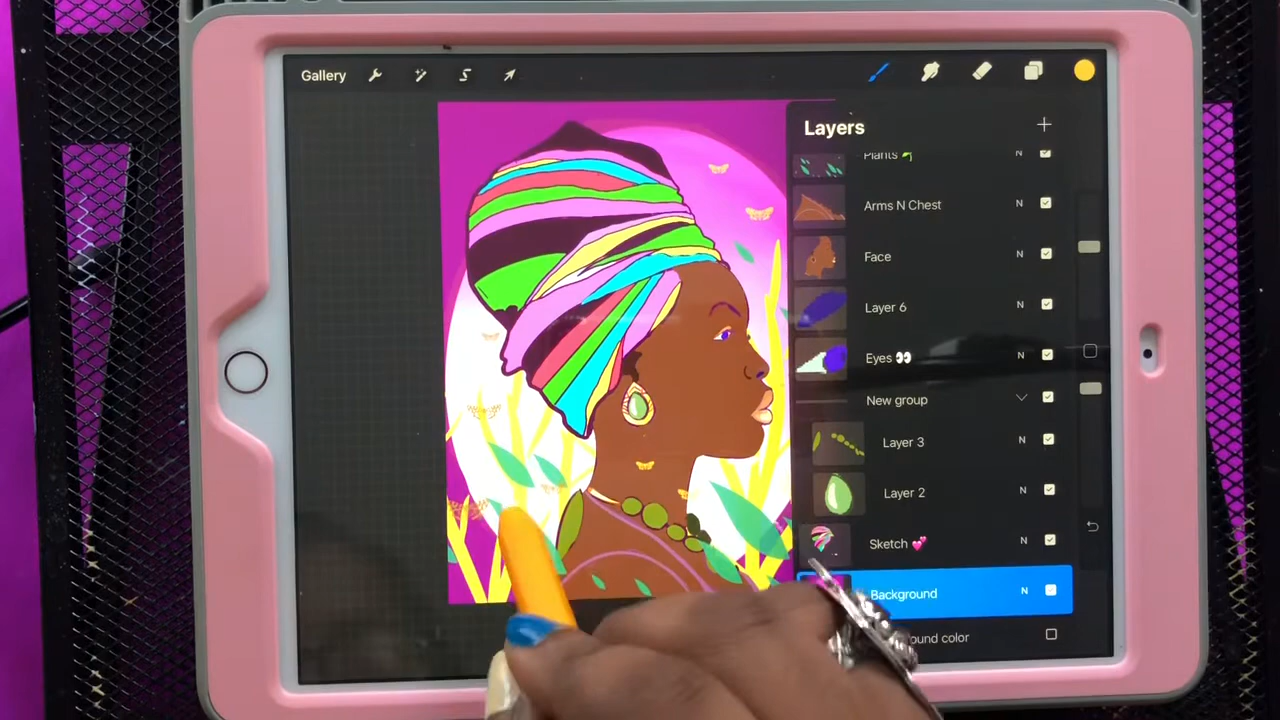 Gallery
Layers
Plants 🌱 N
Arms N Chest N
Face N
Layer 6 N
Eyes 👀 N
New group
Layer 3 N
Layer 2 N
Sketch 💕 N
Background N
ound color